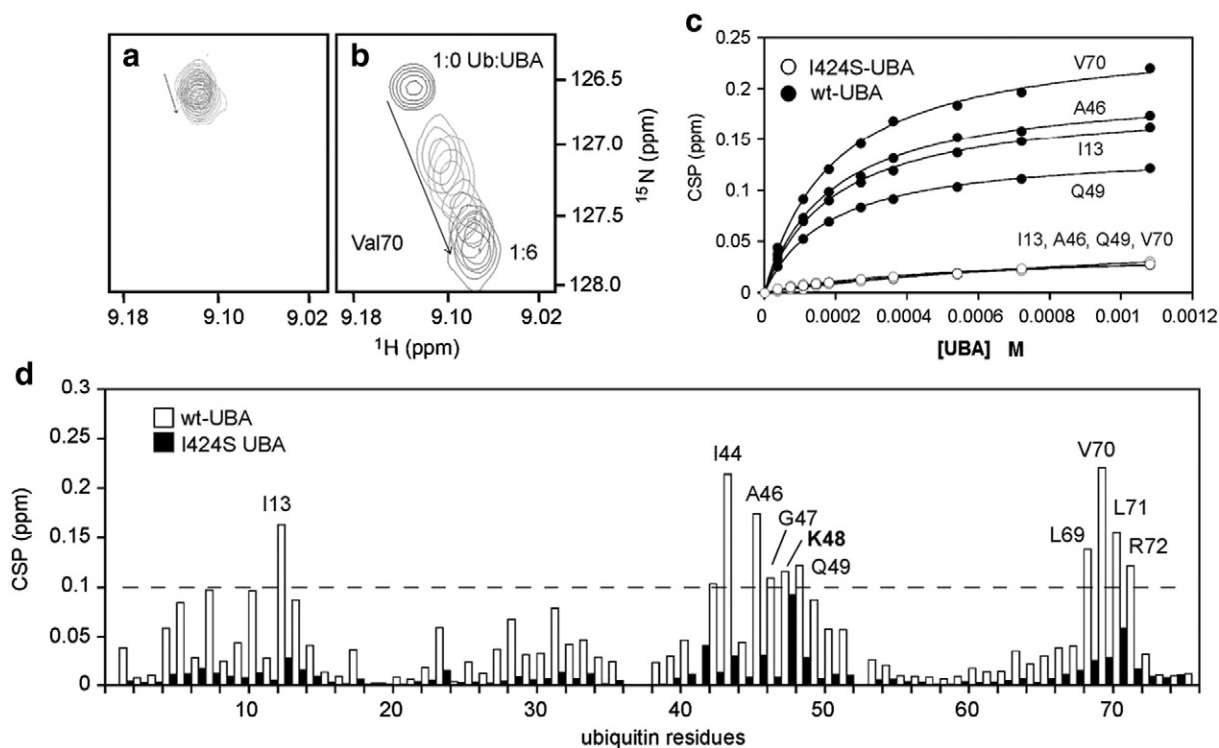 a
b
1:0 Ub:UBA
Val70
1:6
126.5
127.0
127.5
128.0
15N (ppm)
9.18 9.10 9.02
9.18 9.10 9.02
1H (ppm)
c
0.25
0.2
0.15
0.1
0.05
0
CSP (ppm)
I424S-UBA
wt-UBA
V70
A46
I13
Q49
I13, A46, Q49, V70
0 0.0002 0.0004 0.0006 0.0008 0.001 0.0012
[UBA] M
d
0.3
0.25
0.2
0.15
0.1
0.05
0
CSP (ppm)
wt-UBA
I424S UBA
I13
I44
A46
G47
K48
Q49
L69
V70
L71
R72
10 20 30 40 50 60 70
ubiquitin residues